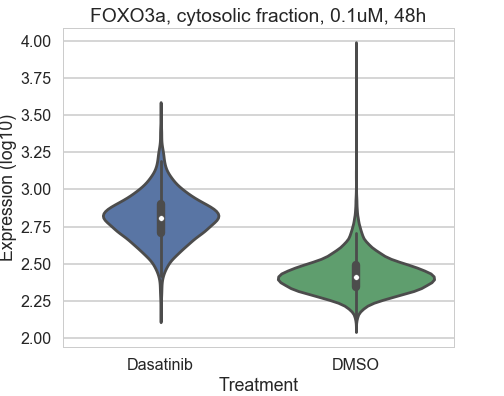 FOXO3a, cytosolic fraction, 0.1uM, 48h
Expression (log10)
4.00
3.75
3.50
3.25
3.00
2.75
2.50
2.25
2.00
Dasatinib DMSO
Treatment